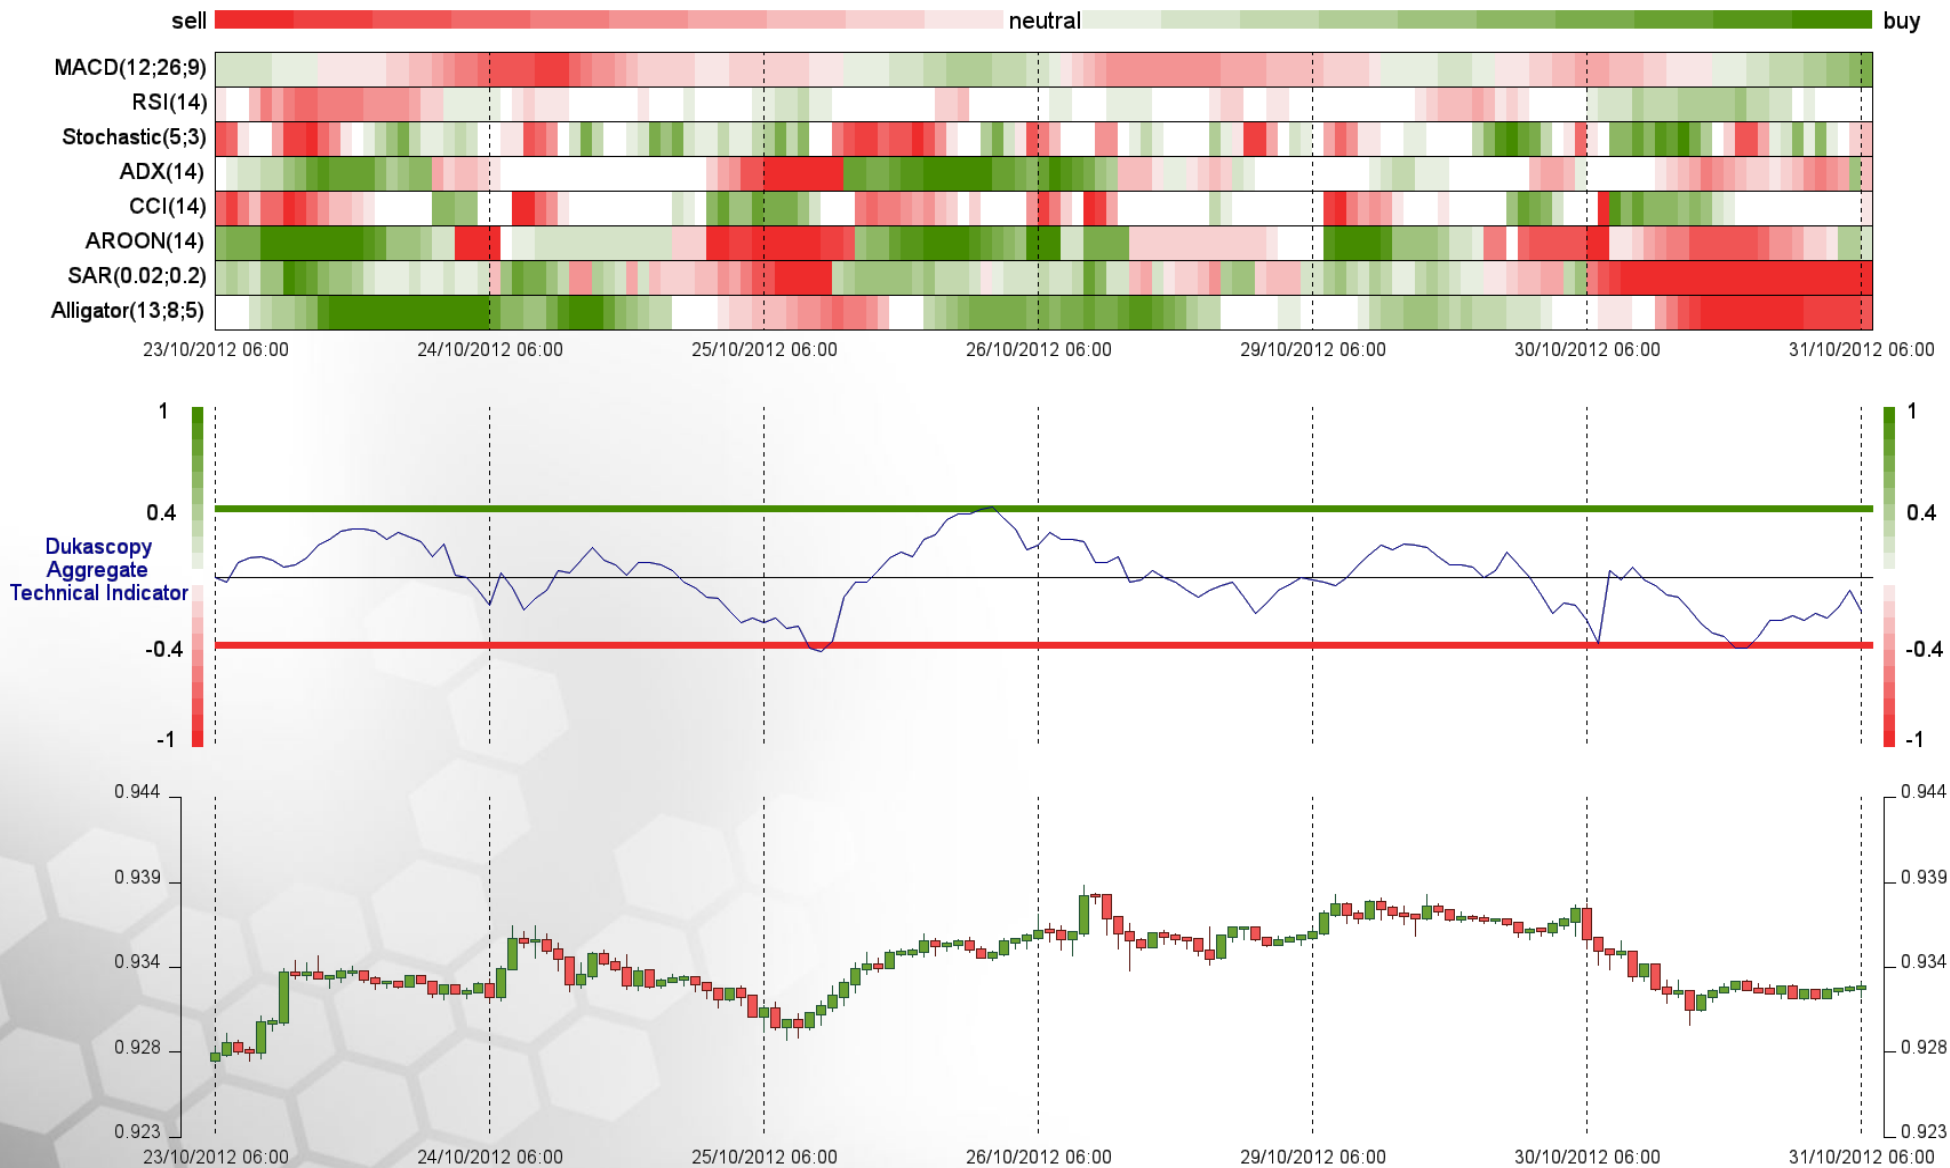 sell neutral buy
MACD(12;26;9)
RSI(14)
Stochastic(5;3)
ADX(14)
CCI(14)
AROON(14)
SAR(0.02;0.2)
Alligator(13;8;5)
23/10/2012 06:00 24/10/2012 06:00 25/10/2012 06:00 26/10/2012 06:00 29/10/2012 06:00 30/10/2012 06:00 31/10/2012 06:00
1 1
0.4 0.4
Dukascopy
Aggregate
Technical Indicator
-0.4 -0.4
-1 -1
0.944 0.944
0.939 0.939
0.934 0.934
0.928 0.928
0.923 0.923
23/10/2012 06:00 24/10/2012 06:00 25/10/2012 06:00 26/10/2012 06:00 29/10/2012 06:00 30/10/2012 06:00 31/10/2012 06:00